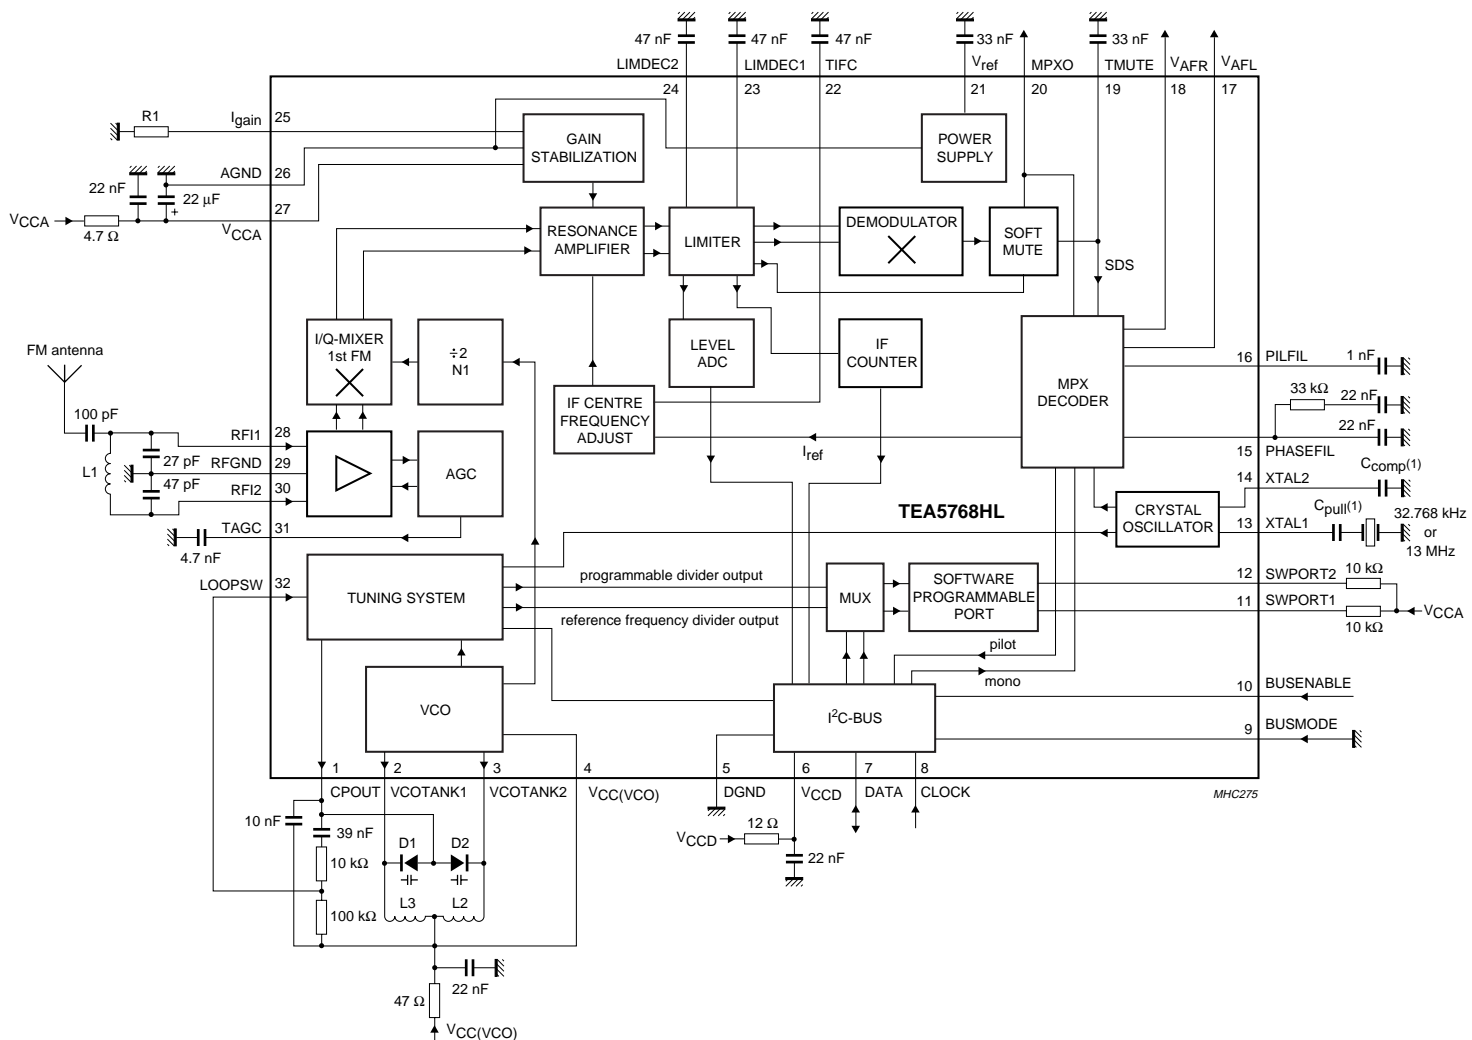 47 nF
47 nF
47 nF
33 nF
33 nF
LIMDEC2
LIMDEC1
TIFC
Vref
MPXO
TMUTE
VAFR
VAFL
24
23
22
21
20
19
18
17
R1
Igain
25
GAIN
STABILIZATION
POWER
SUPPLY
AGND
26
22 nF
22 µF
+
VCCA
4.7 Ω
27
VCCA
RESONANCE
AMPLIFIER
LIMITER
DEMODULATOR
SOFT
MUTE
SDS
I/Q-MIXER
1st FM
÷2
N1
LEVEL
ADC
IF
COUNTER
IF CENTRE
FREQUENCY
ADJUST
Iref
MPX
DECODER
16
PILFIL
1 nF
33 kΩ
22 nF
22 nF
15
PHASEFIL
FM antenna
100 pF
L1
27 pF
47 pF
RFI1
28
RFGND
29
RFI2
30
TAGC
31
4.7 nF
AGC
TEA5768HL
14
XTAL2
Ccomp(1)
CRYSTAL
OSCILLATOR
13
XTAL1
Cpull(1)
32.768 kHz
or
13 MHz
LOOPSW
32
TUNING SYSTEM
programmable divider output
reference frequency divider output
MUX
SOFTWARE
PROGRAMMABLE
PORT
12
SWPORT2
10 kΩ
11
SWPORT1
10 kΩ
VCCA
pilot
mono
VCO
I2C-BUS
10
BUSENABLE
9
BUSMODE
1
2
3
4
5
6
7
8
CPOUT
VCOTANK1
VCOTANK2
VCC(VCO)
DGND
VCCD
DATA
CLOCK
MHC275
10 nF
39 nF
10 kΩ
100 kΩ
D1
D2
L3
L2
VCCD
12 Ω
22 nF
22 nF
47 Ω
VCC(VCO)